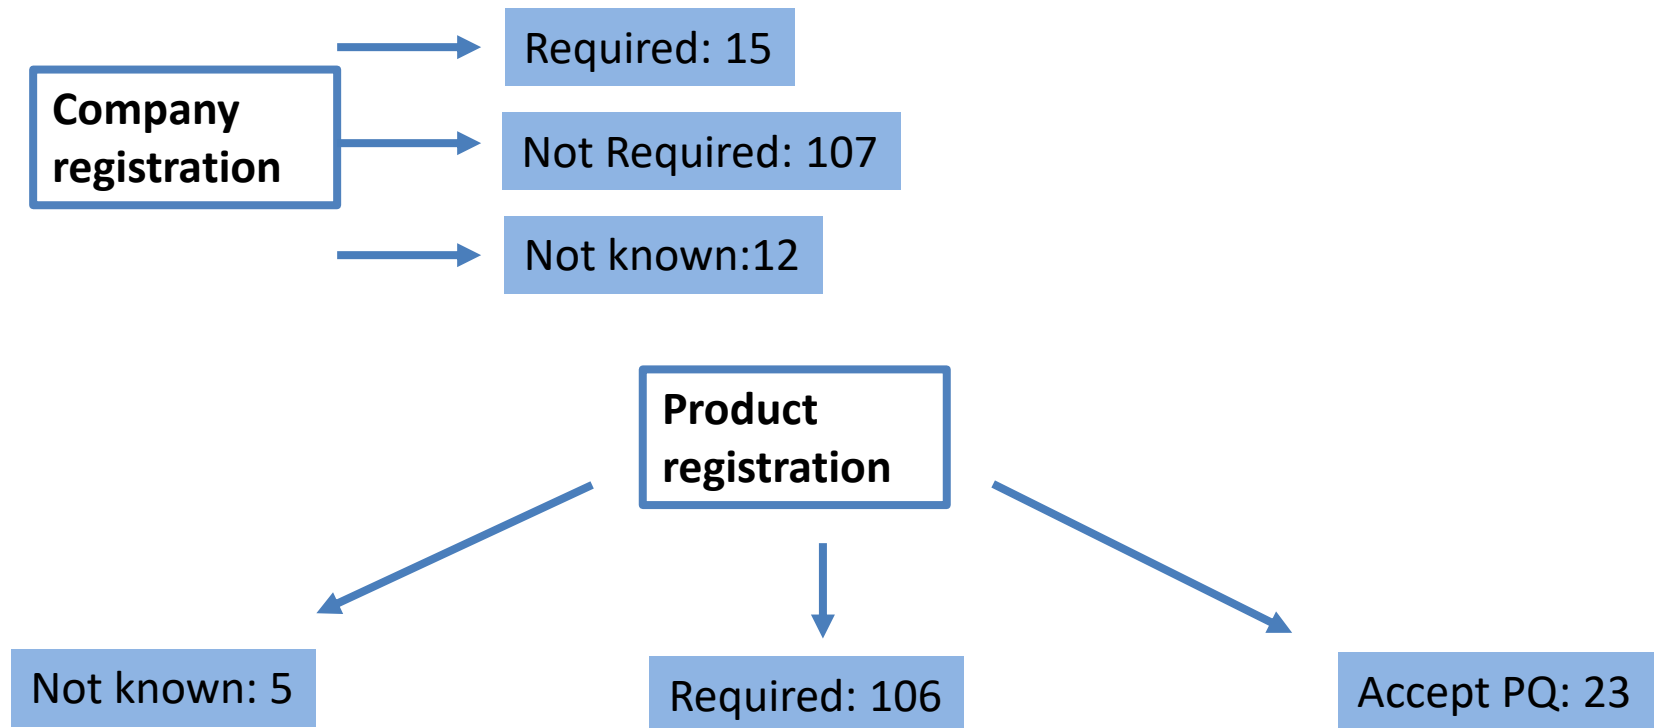 Required: 15
Company
registration
Not Required: 107
Not known:12
Product
registration
Not known: 5
Required: 106
Accept PQ: 23